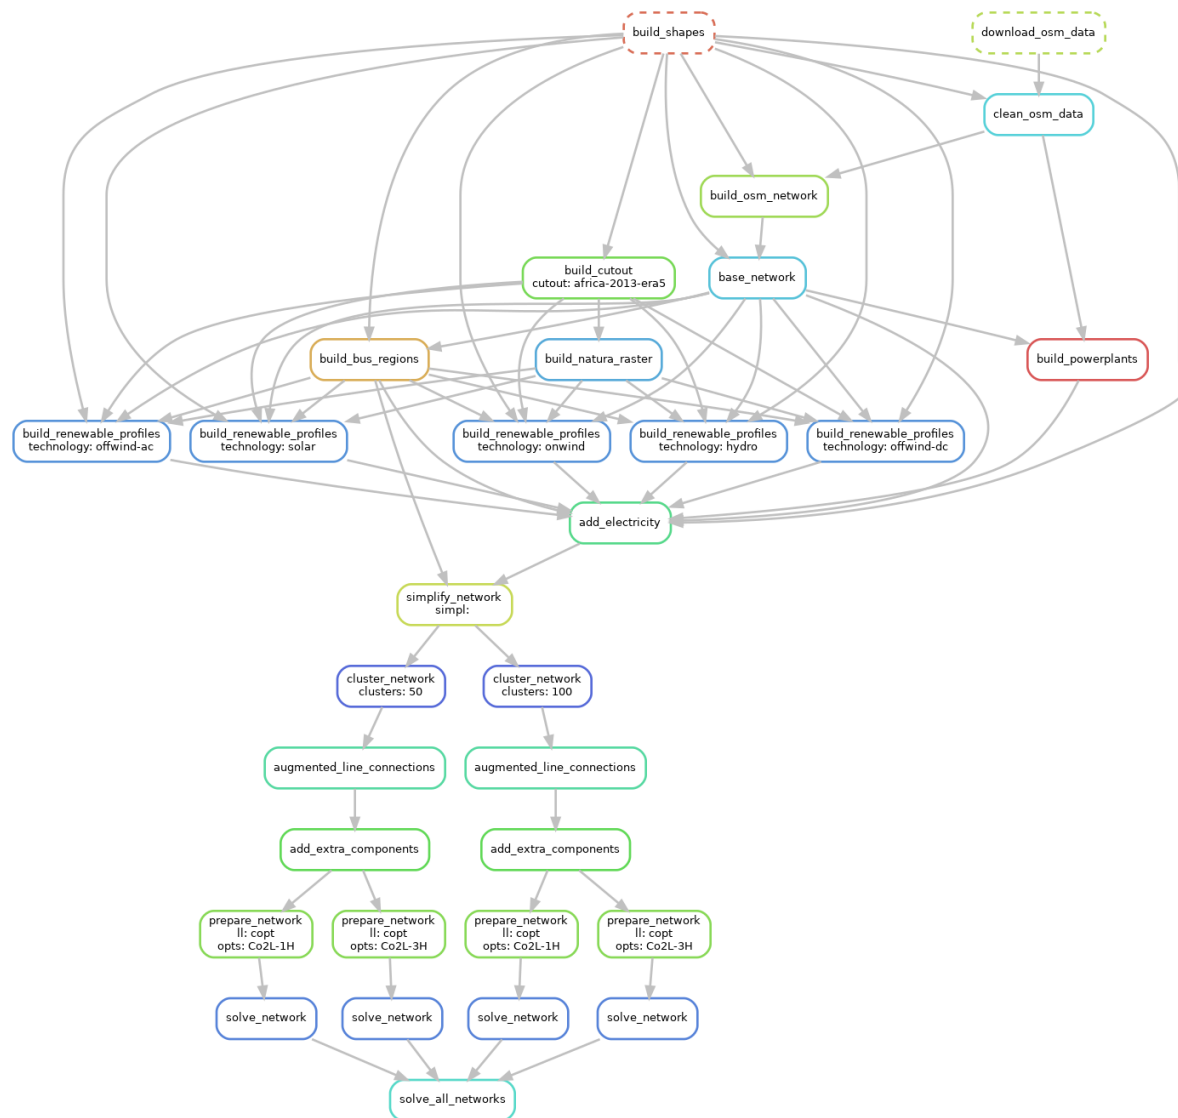 build_shapes
download_osm_data
clean_osm_data
build_osm_network
build_cutout
cutout: africa-2013-era5
base_network
build_bus_regions
build_natura_raster
build_powerplants
build_renewable_profiles
technology: offwind-ac
build_renewable_profiles
technology: solar
build_renewable_profiles
technology: onwind
build_renewable_profiles
technology: hydro
build_renewable_profiles
technology: offwind-dc
add_electricity
simplify_network
simpl:
cluster_network
clusters: 50
cluster_network
clusters: 100
augmented_line_connections
augmented_line_connections
add_extra_components
add_extra_components
prepare_network
ll: copt
opts: Co2L-1H
prepare_network
ll: copt
opts: Co2L-3H
prepare_network
ll: copt
opts: Co2L-1H
prepare_network
ll: copt
opts: Co2L-3H
solve_network
solve_network
solve_network
solve_network
solve_all_networks